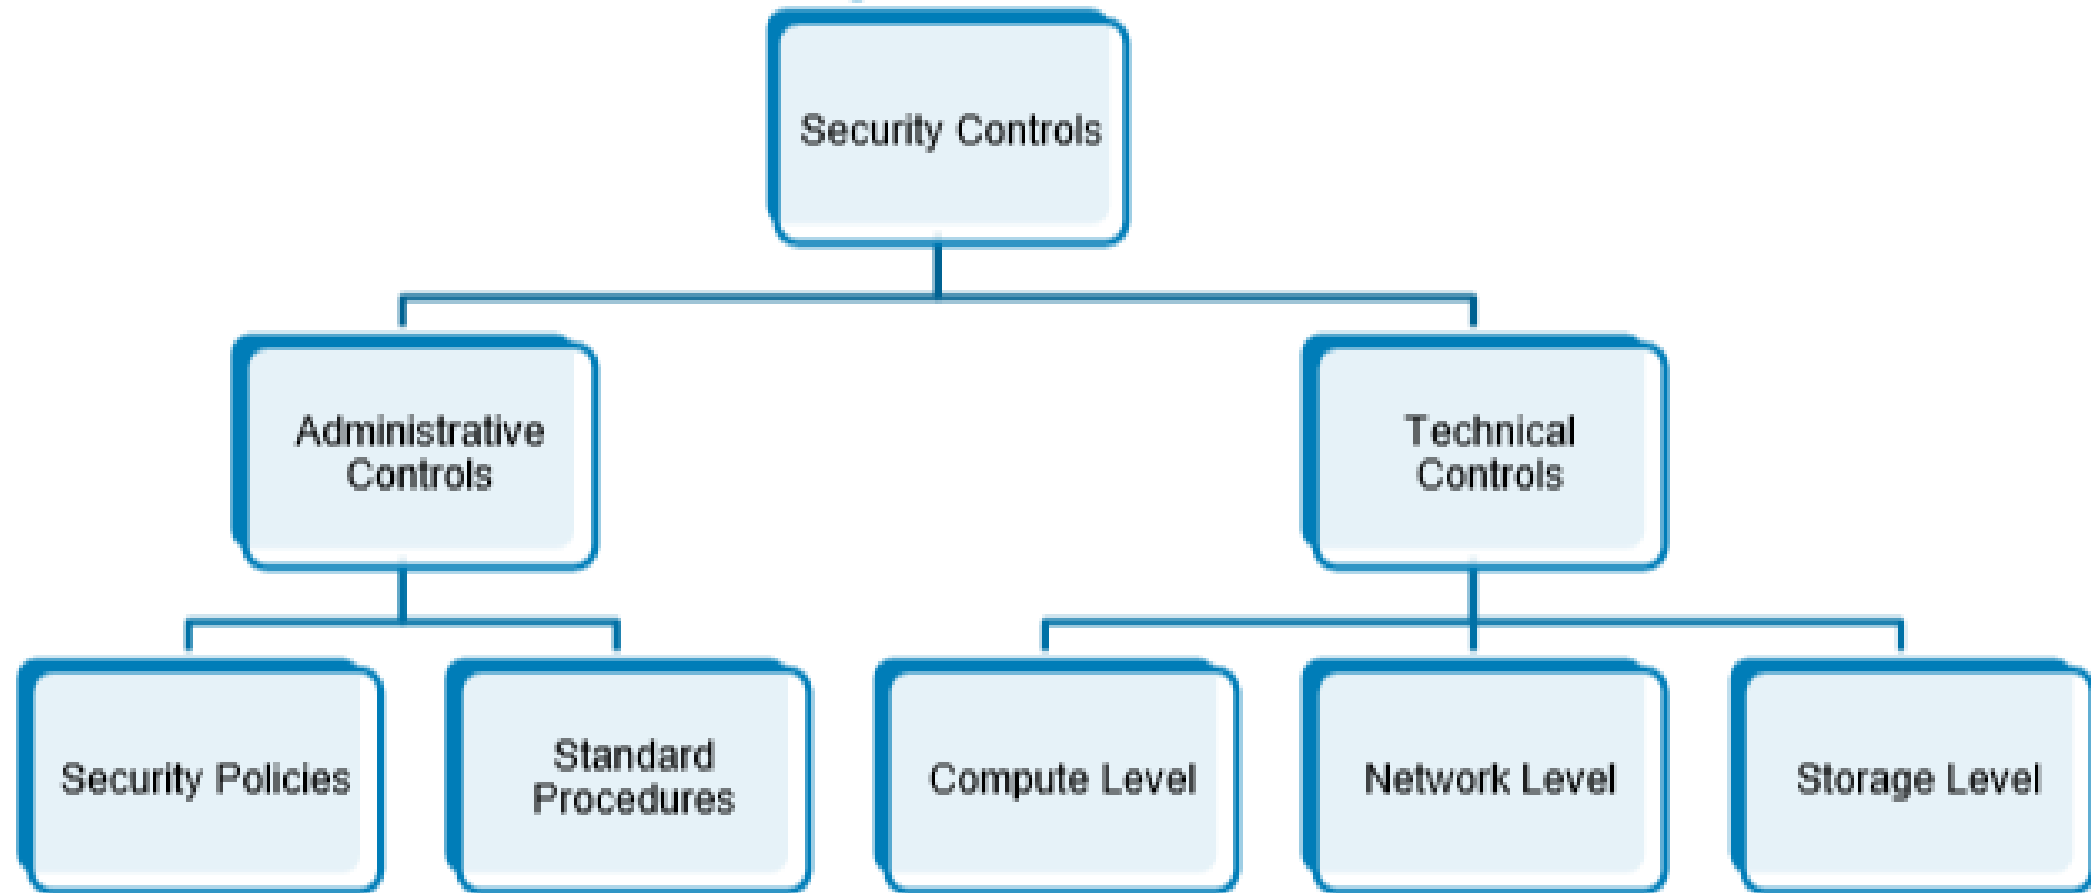 Security Controls
Administrative
Controls
Technical
Controls
Security Policies
Standard
Procedures
Compute Level
Network Level
Storage Level